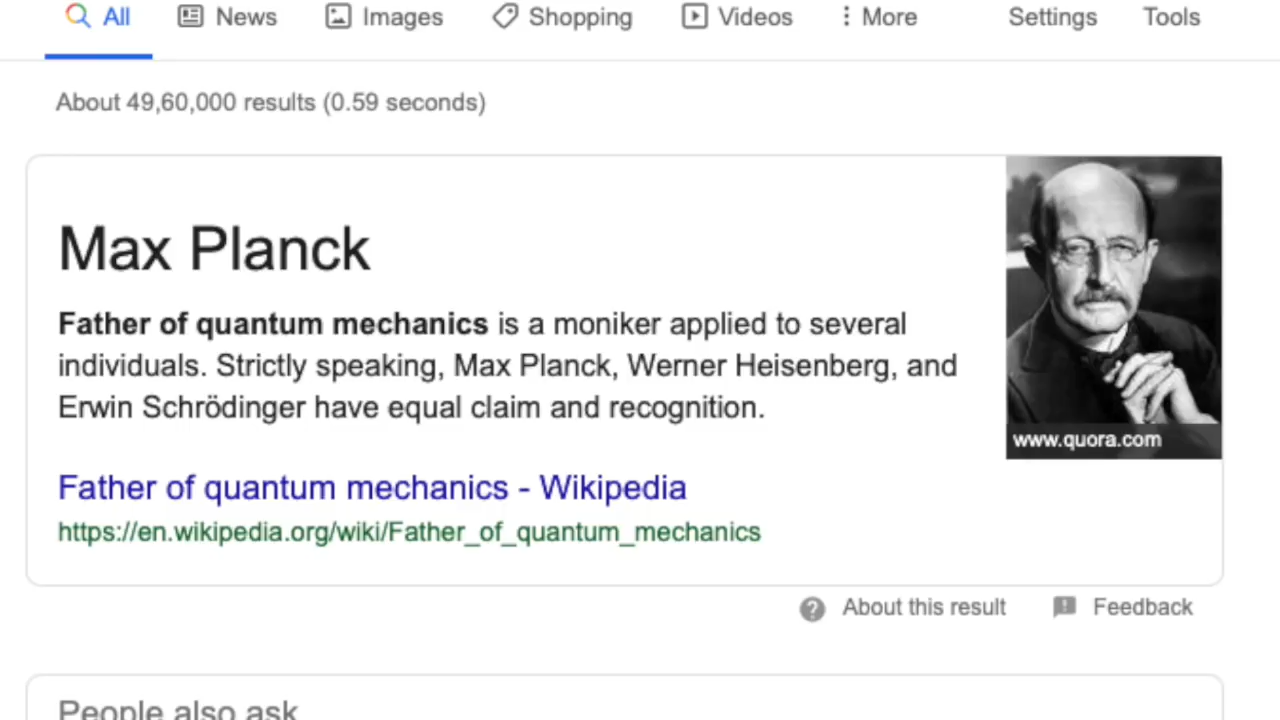 All News Images Shopping Videos More Settings Tools
About 49,60,000 results (0.59 seconds)
Max Planck
Father of quantum mechanics is a moniker applied to several
individuals. Strictly speaking, Max Planck, Werner Heisenberg, and
Erwin Schrödinger have equal claim and recognition.
www.quora.com
Father of quantum mechanics - Wikipedia
https://en.wikipedia.org/wiki/Father_of_quantum_mechanics
About this result Feedback
People also ask